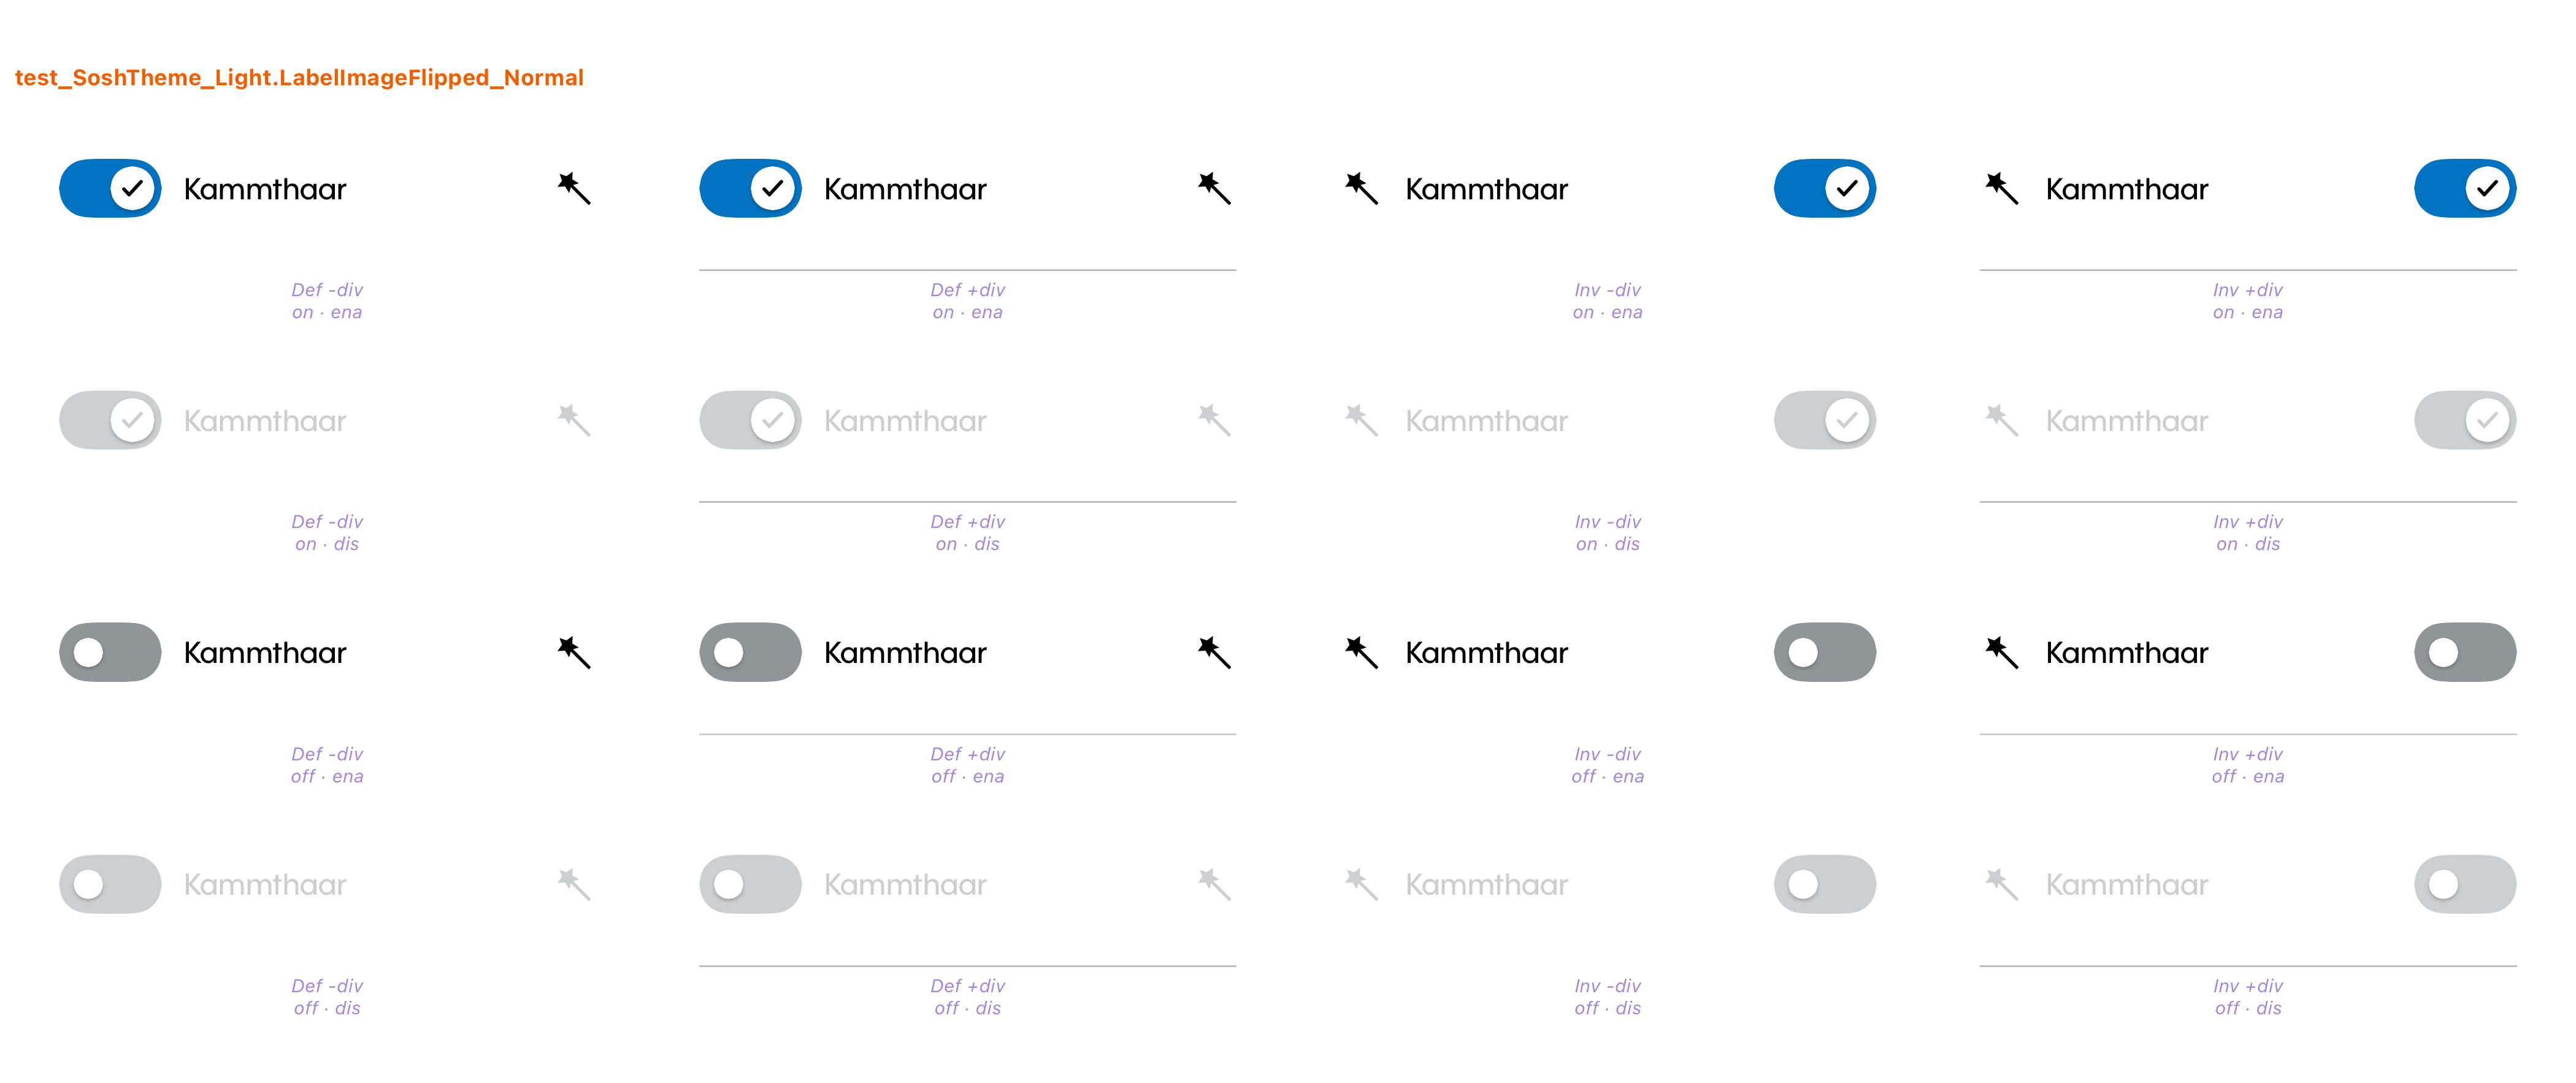 test_SoshTheme_Light.LabelImageFlipped_Normal
Kammthaar
Kammthaar
Kammthaar
Kammthaar
Def -div
on · ena
Def +div
on · ena
Inv -div
on · ena
Inv +div
on · ena
Kammthaar
Kammthaar
Kammthaar
Kammthaar
Def -div
on · dis
Def +div
on · dis
Inv -div
on · dis
Inv +div
on · dis
Kammthaar
Kammthaar
Kammthaar
Kammthaar
Def -div
off · ena
Def +div
off · ena
Inv -div
off · ena
Inv +div
off · ena
Kammthaar
Kammthaar
Kammthaar
Kammthaar
Def -div
off · dis
Def +div
off · dis
Inv -div
off · dis
Inv +div
off · dis